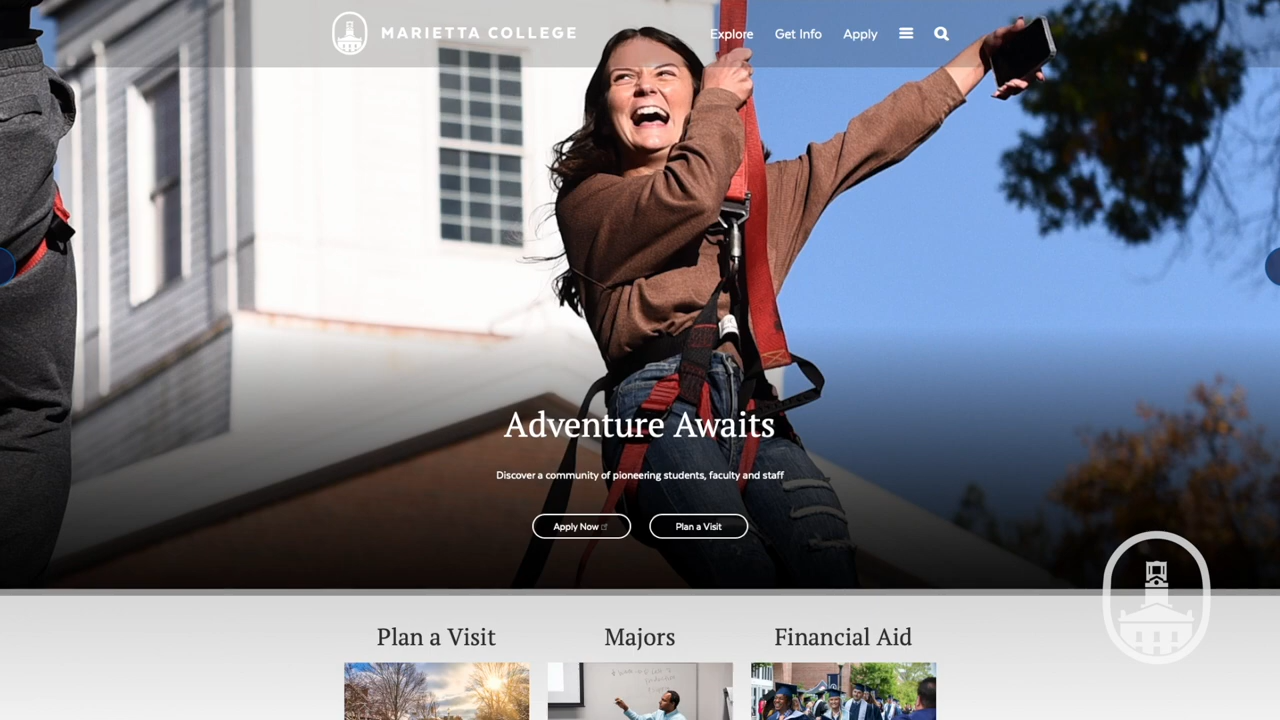 MARIETTA COLLEGE
Explore
Get Info
Apply
Adventure Awaits
Discover a community of pioneering students, faculty and staff
Apply Now
Plan a Visit
Plan a Visit
Majors
Financial Aid